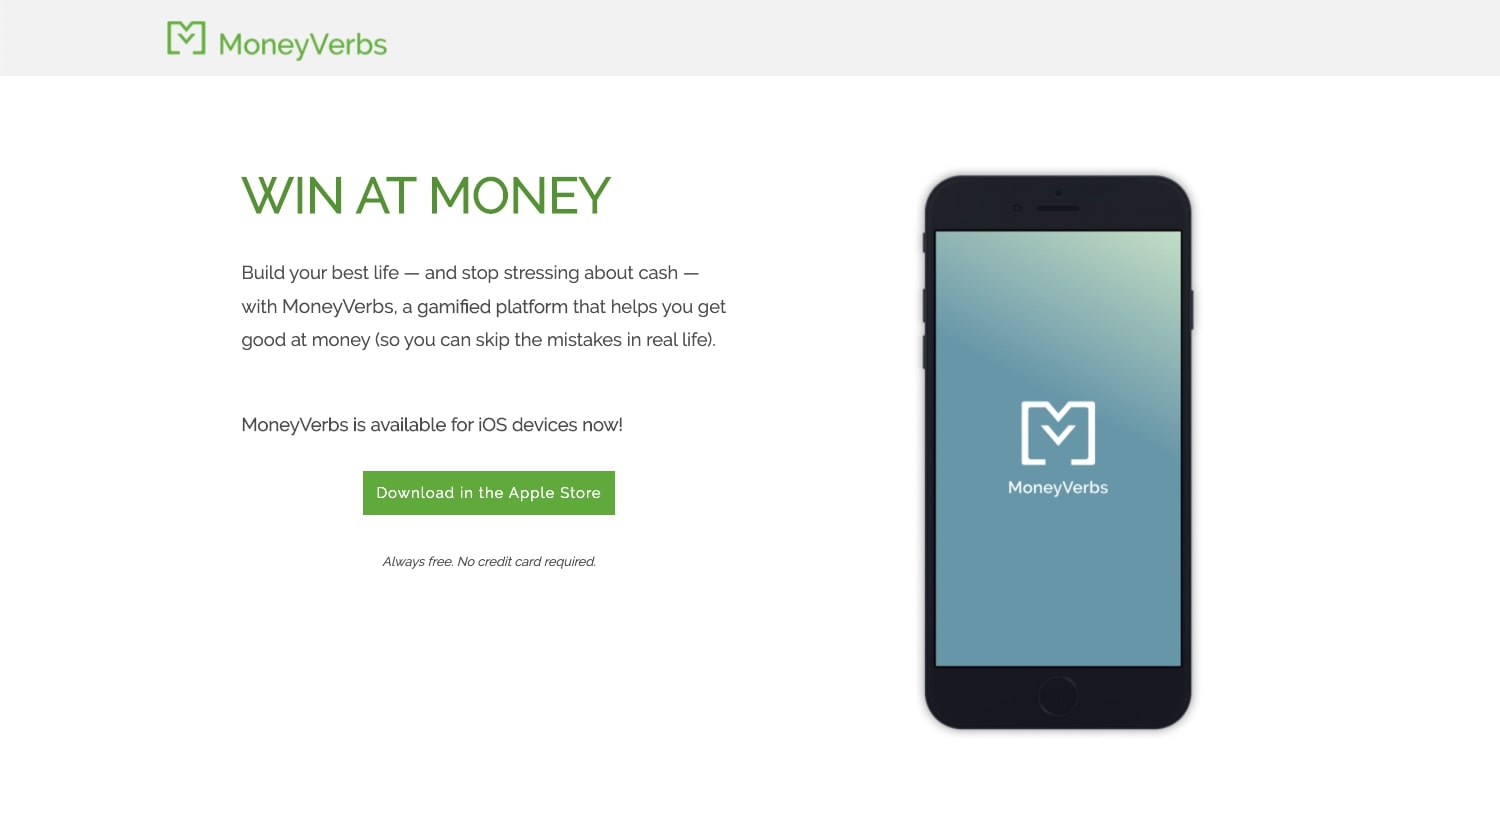 MoneyVerbs
WIN AT MONEY
Build your best life — and stop stressing about cash —
with MoneyVerbs, a gamified platform that helps you get
good at money (so you can skip the mistakes in real life).
MoneyVerbs is available for iOS devices now!
Download in the Apple Store
Always free. No credit card required.
MoneyVerbs